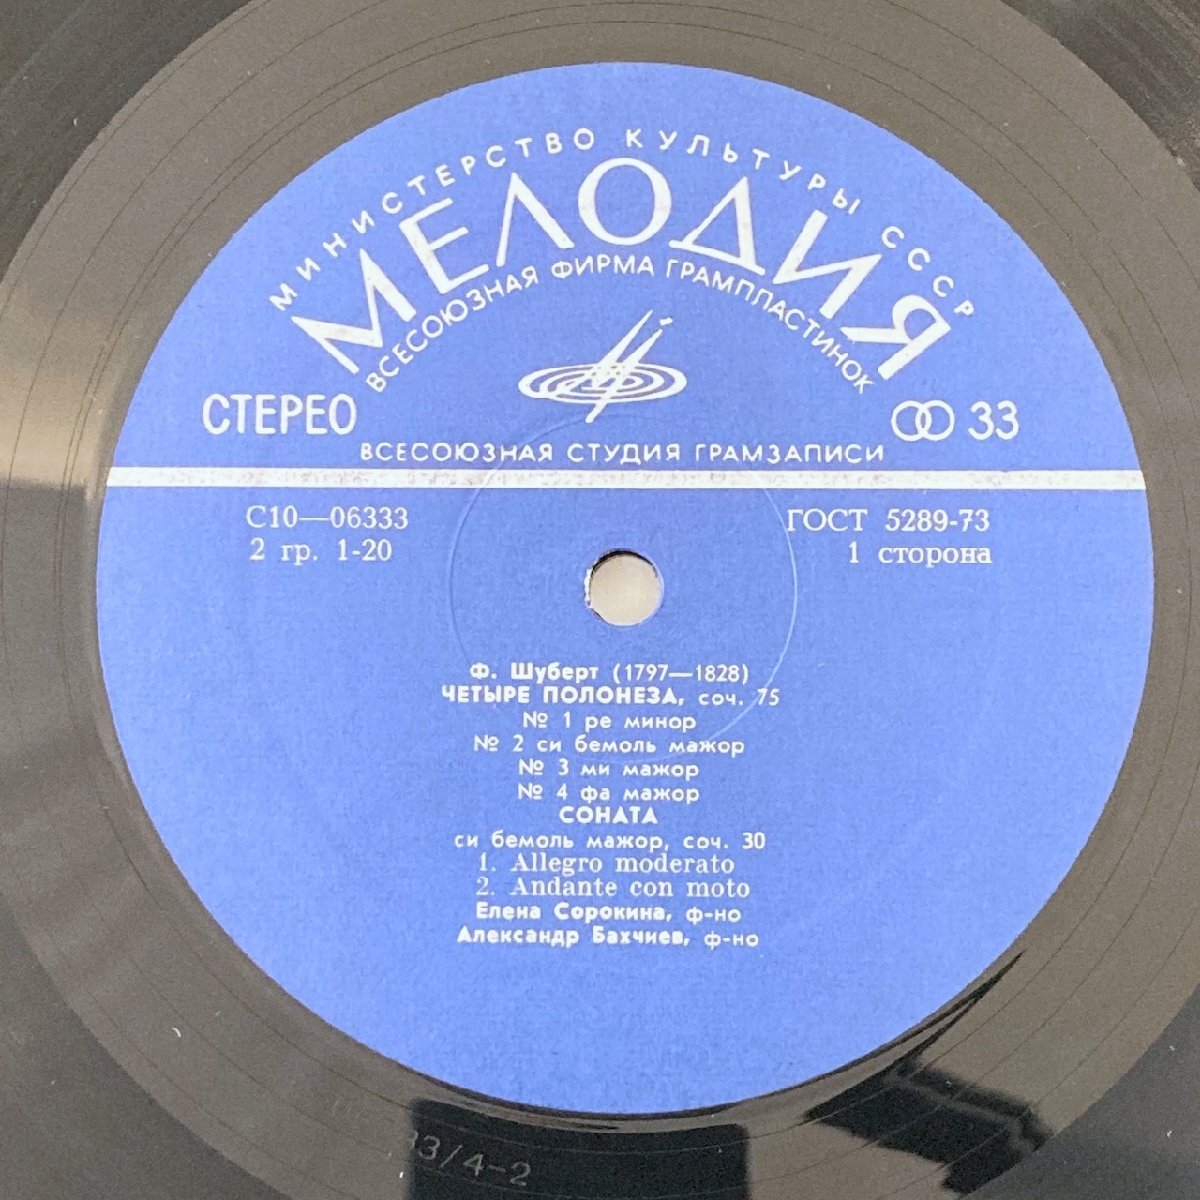 МИНИСТЕРСТВО КУЛЬТУРЫ СССР
МЕЛОДИЯ
ВСЕСОЮЗНАЯ ФИРМА ГРАМПЛАСТИНОК
СТЕРЕО
33
ВСЕСОЮЗНАЯ СТУДИЯ ГРАМЗАПИСИ
С10—06333
ГОСТ 5289-73
2 гр. 1-20
1 сторона
Ф. Шуберт (1797—1828)
ЧЕТЫРЕ ПОЛОНЕЗА, соч. 75
№ 1 ре минор
№ 2 си бемоль мажор
№ 3 ми мажор
№ 4 фа мажор
СОНАТА
си бемоль мажор, соч. 30
1. Allegro moderato
2. Andante con moto
Елена Сорокина, ф-но
Александр Бахчиев, ф-но
33/4-2